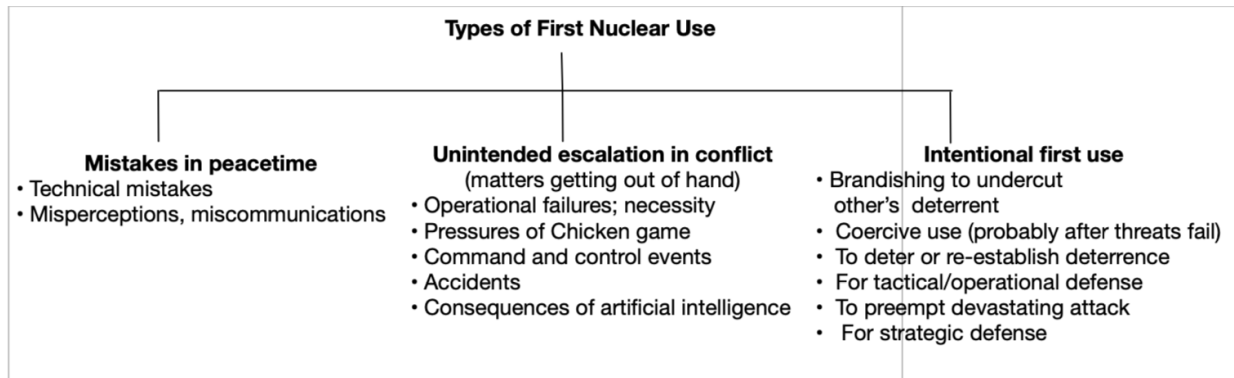 Types of First Nuclear Use
Mistakes in peacetime
• Technical mistakes
• Misperceptions, miscommunications
Unintended escalation in conflict
(matters getting out of hand)
• Operational failures; necessity
• Pressures of Chicken game
• Command and control events
• Accidents
• Consequences of artificial intelligence
Intentional first use
• Brandishing to undercut
other's deterrent
• Coercive use (probably after threats fail)
• To deter or re-establish deterrence
• For tactical/operational defense
• To preempt devastating attack
• For strategic defense